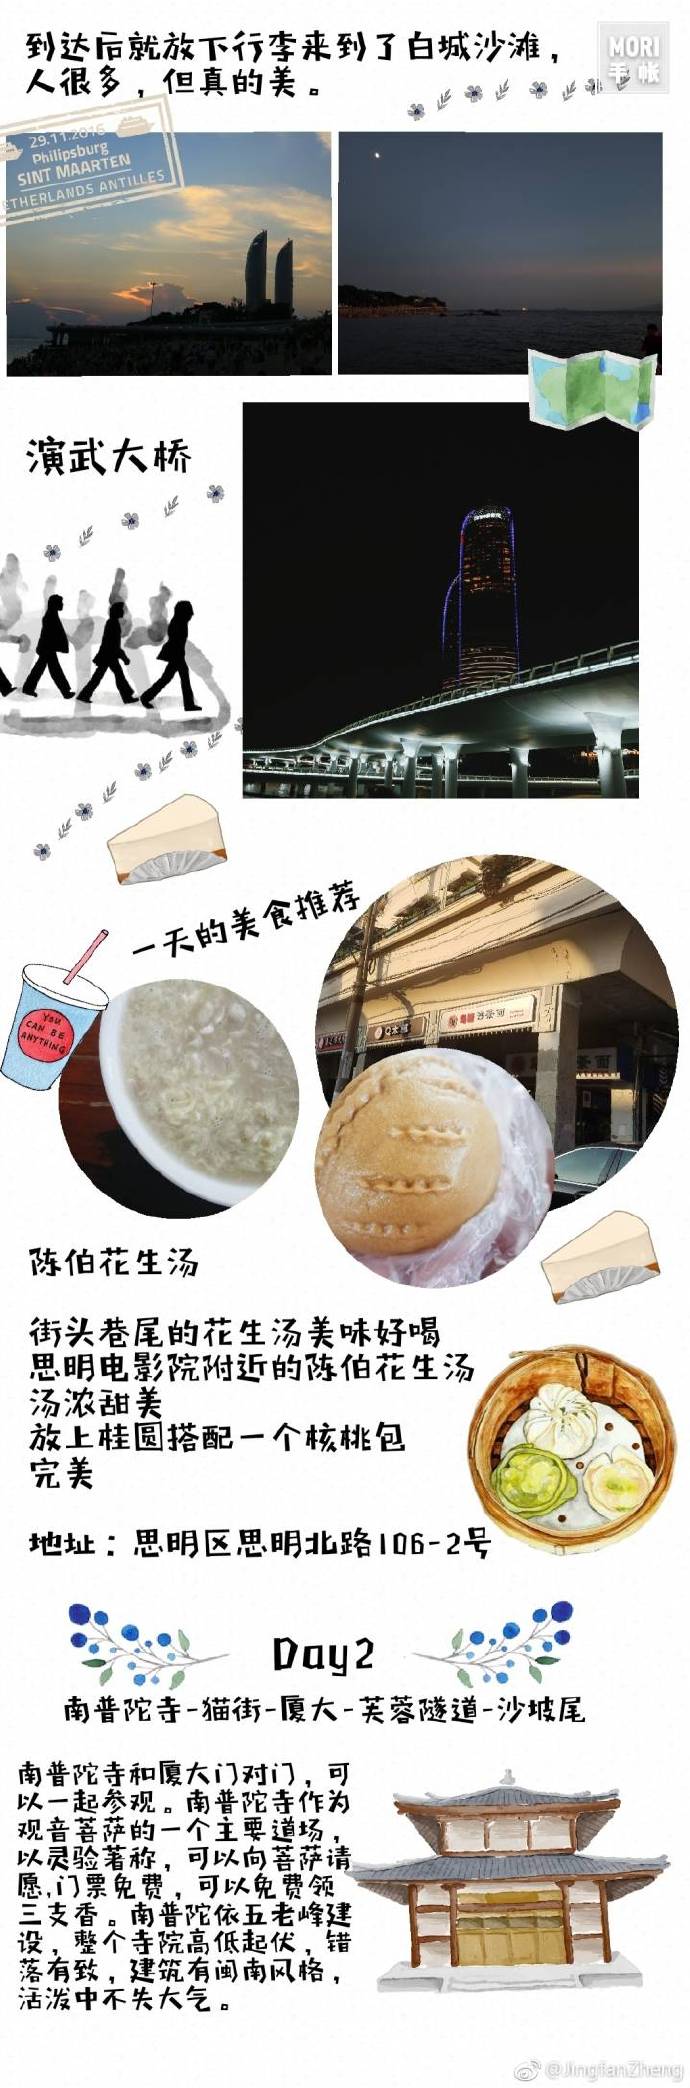 到达后就放下行李来到了白城沙滩，
人很多，但真的美。
MORI
手帐
29.11.2016
Philipsburg
SINT MAARTEN
ETHERLANDS ANTILLES
演武大桥
一天的美食推荐
YOU
CAN BE
ANYTHING
陈伯花生汤
街头巷尾的花生汤美味好喝
思明电影院附近的陈伯花生汤
汤浓甜美
放上桂圆搭配一个核桃包
完美
地址：思明区思明北路106-2号
Day2
南普陀寺-猫街-厦大-芙蓉隧道-沙坡尾
南普陀寺和厦大门对门，可
以一起参观。南普陀寺作为
观音菩萨的一个主要道场，
以灵验著称，可以向菩萨请
愿,门票免费，可以免费领
三支香。南普陀依五老峰建
设，整个寺院高低起伏，错
落有致，建筑有闽南风格，
活泼中不失大气。
@JingfanZheng